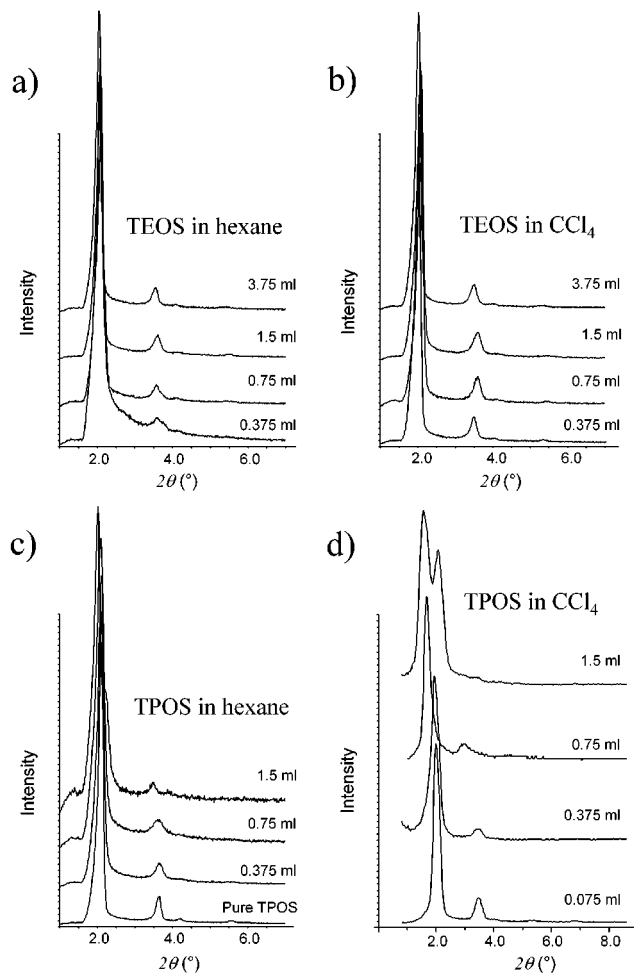 a)
TEOS in hexane
3.75 ml
1.5 ml
0.75 ml
0.375 ml
Intensity
2.0 4.0 6.0
2θ (°)
b)
TEOS in CCl4
3.75 ml
1.5 ml
0.75 ml
0.375 ml
Intensity
2.0 4.0 6.0
2θ (°)
c)
TPOS in hexane
1.5 ml
0.75 ml
0.375 ml
Pure TPOS
Intensity
2.0 4.0 6.0
2θ (°)
d)
TPOS in CCl4
1.5 ml
0.75 ml
0.375 ml
0.075 ml
Intensity
2.0 4.0 6.0 8.0
2θ (°)